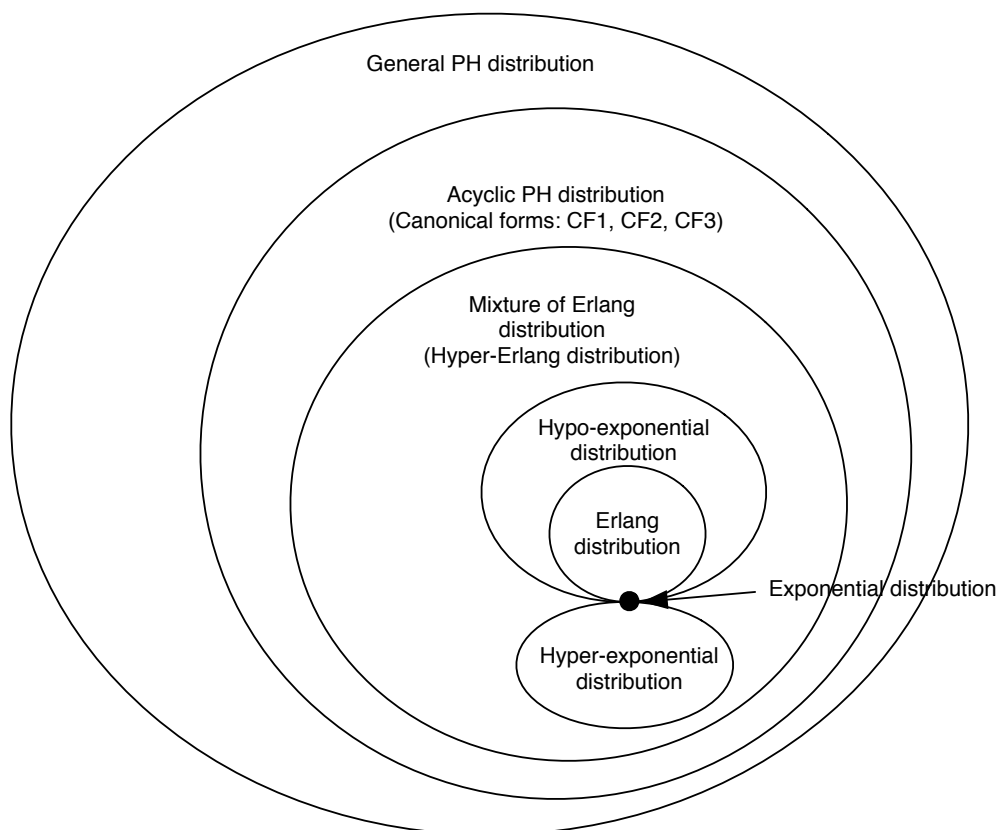 General PH distribution
Acyclic PH distribution
(Canonical forms: CF1, CF2, CF3)
Mixture of Erlang
distribution
(Hyper-Erlang distribution)
Hypo-exponential
distribution
Erlang
distribution
Exponential distribution
Hyper-exponential
distribution